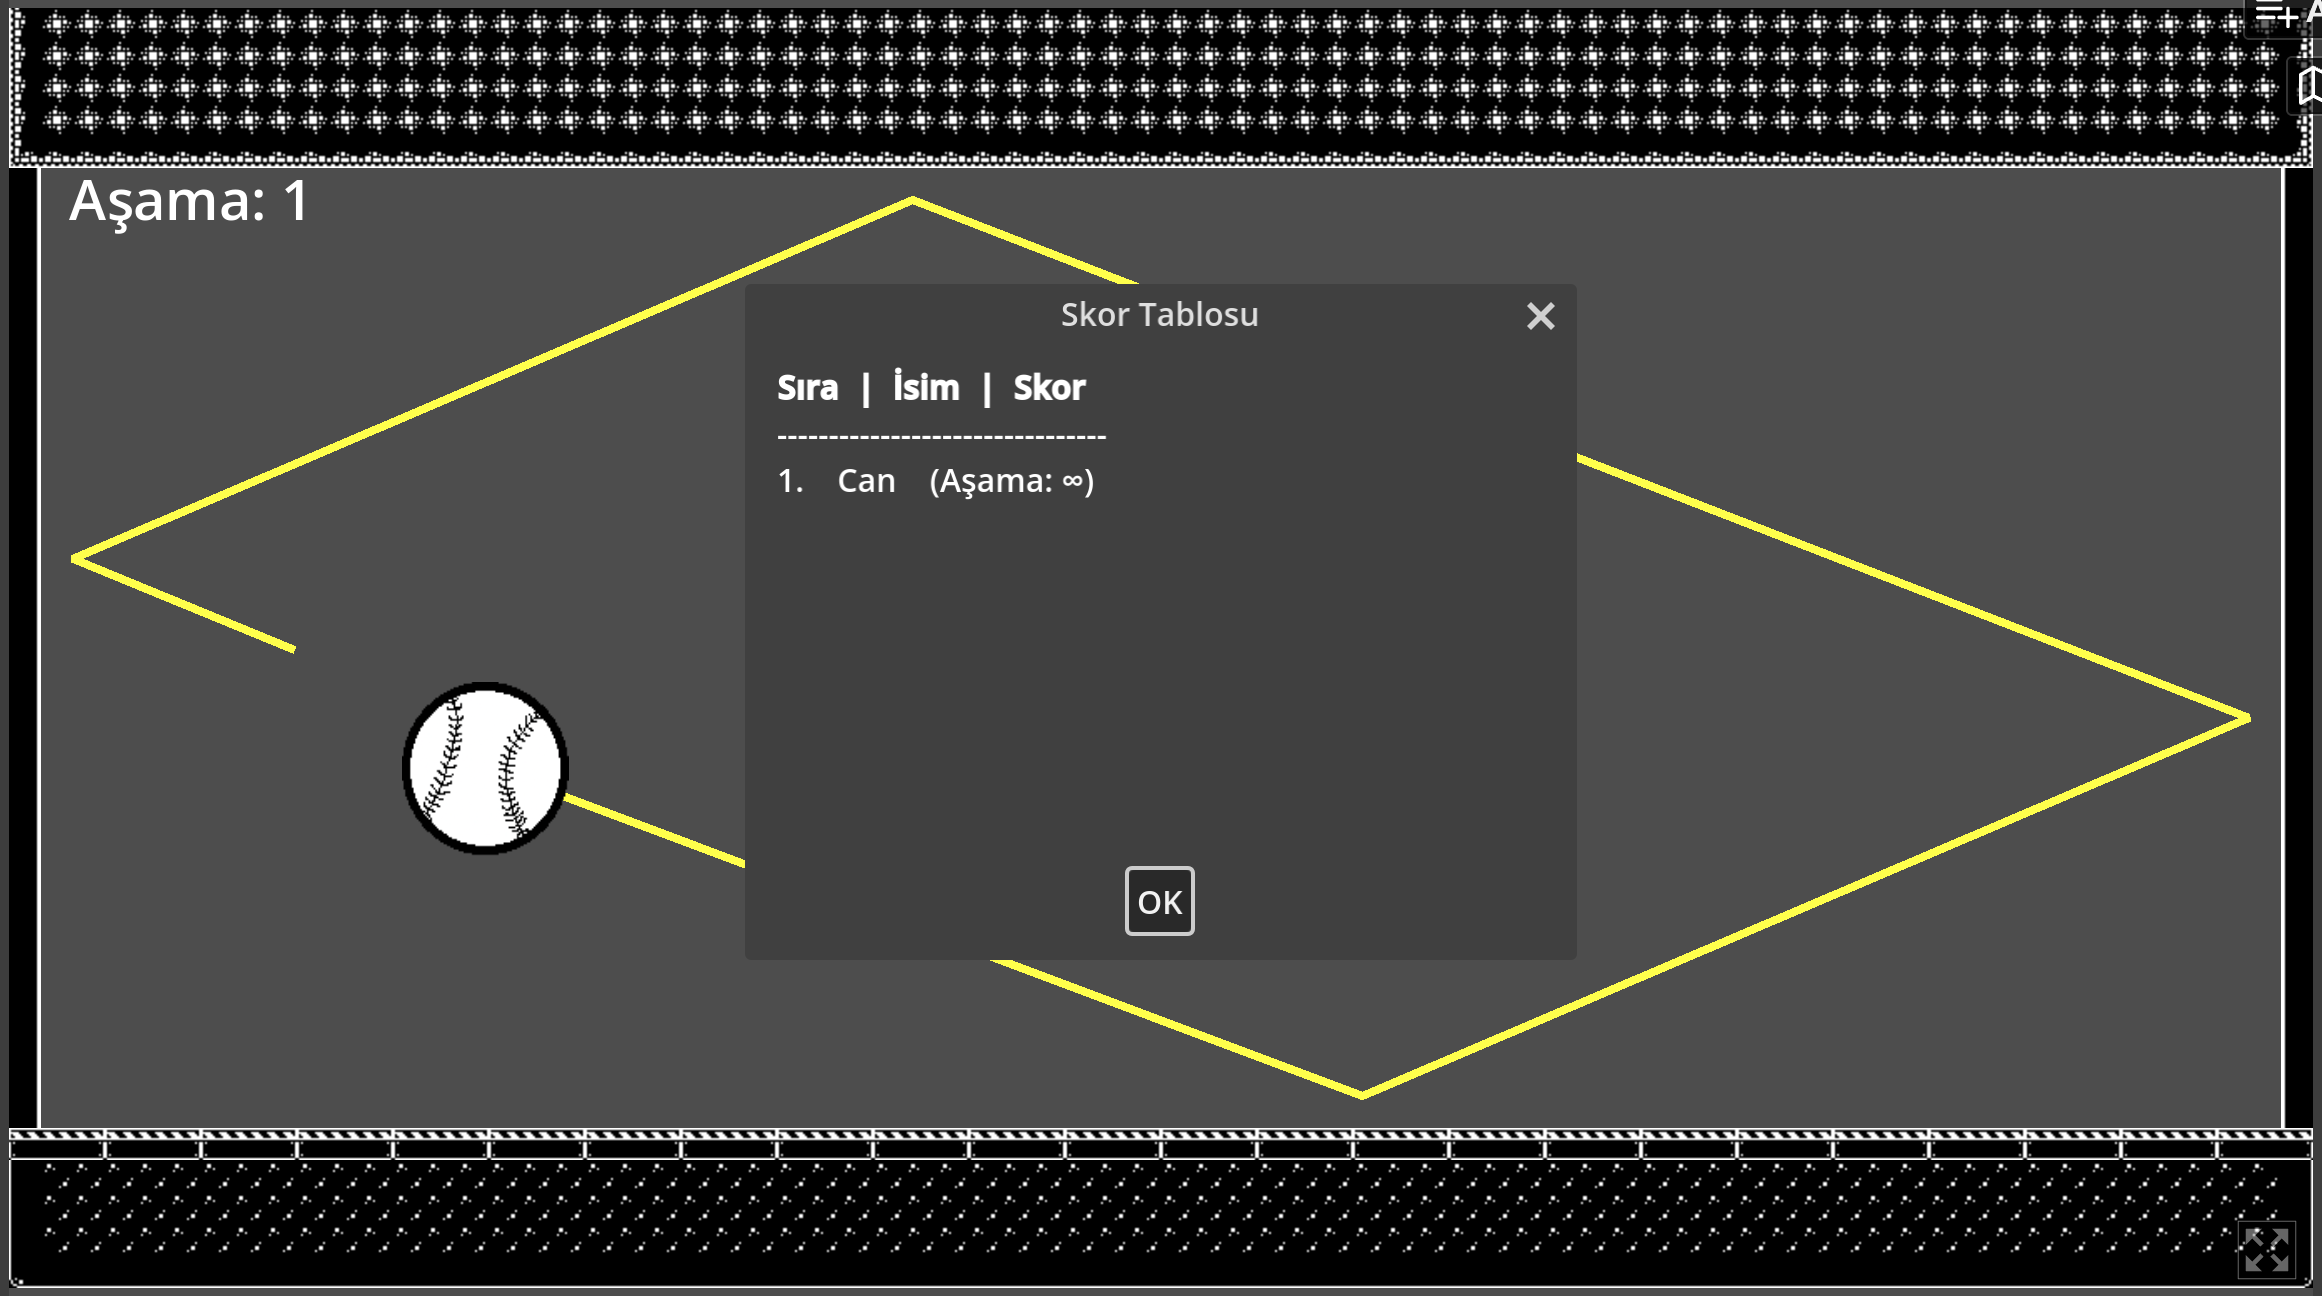 Aşama: 1
Skor Tablosu
Sıra | İsim | Skor
--------------------------------
1. Can (Aşama: ∞)
OK